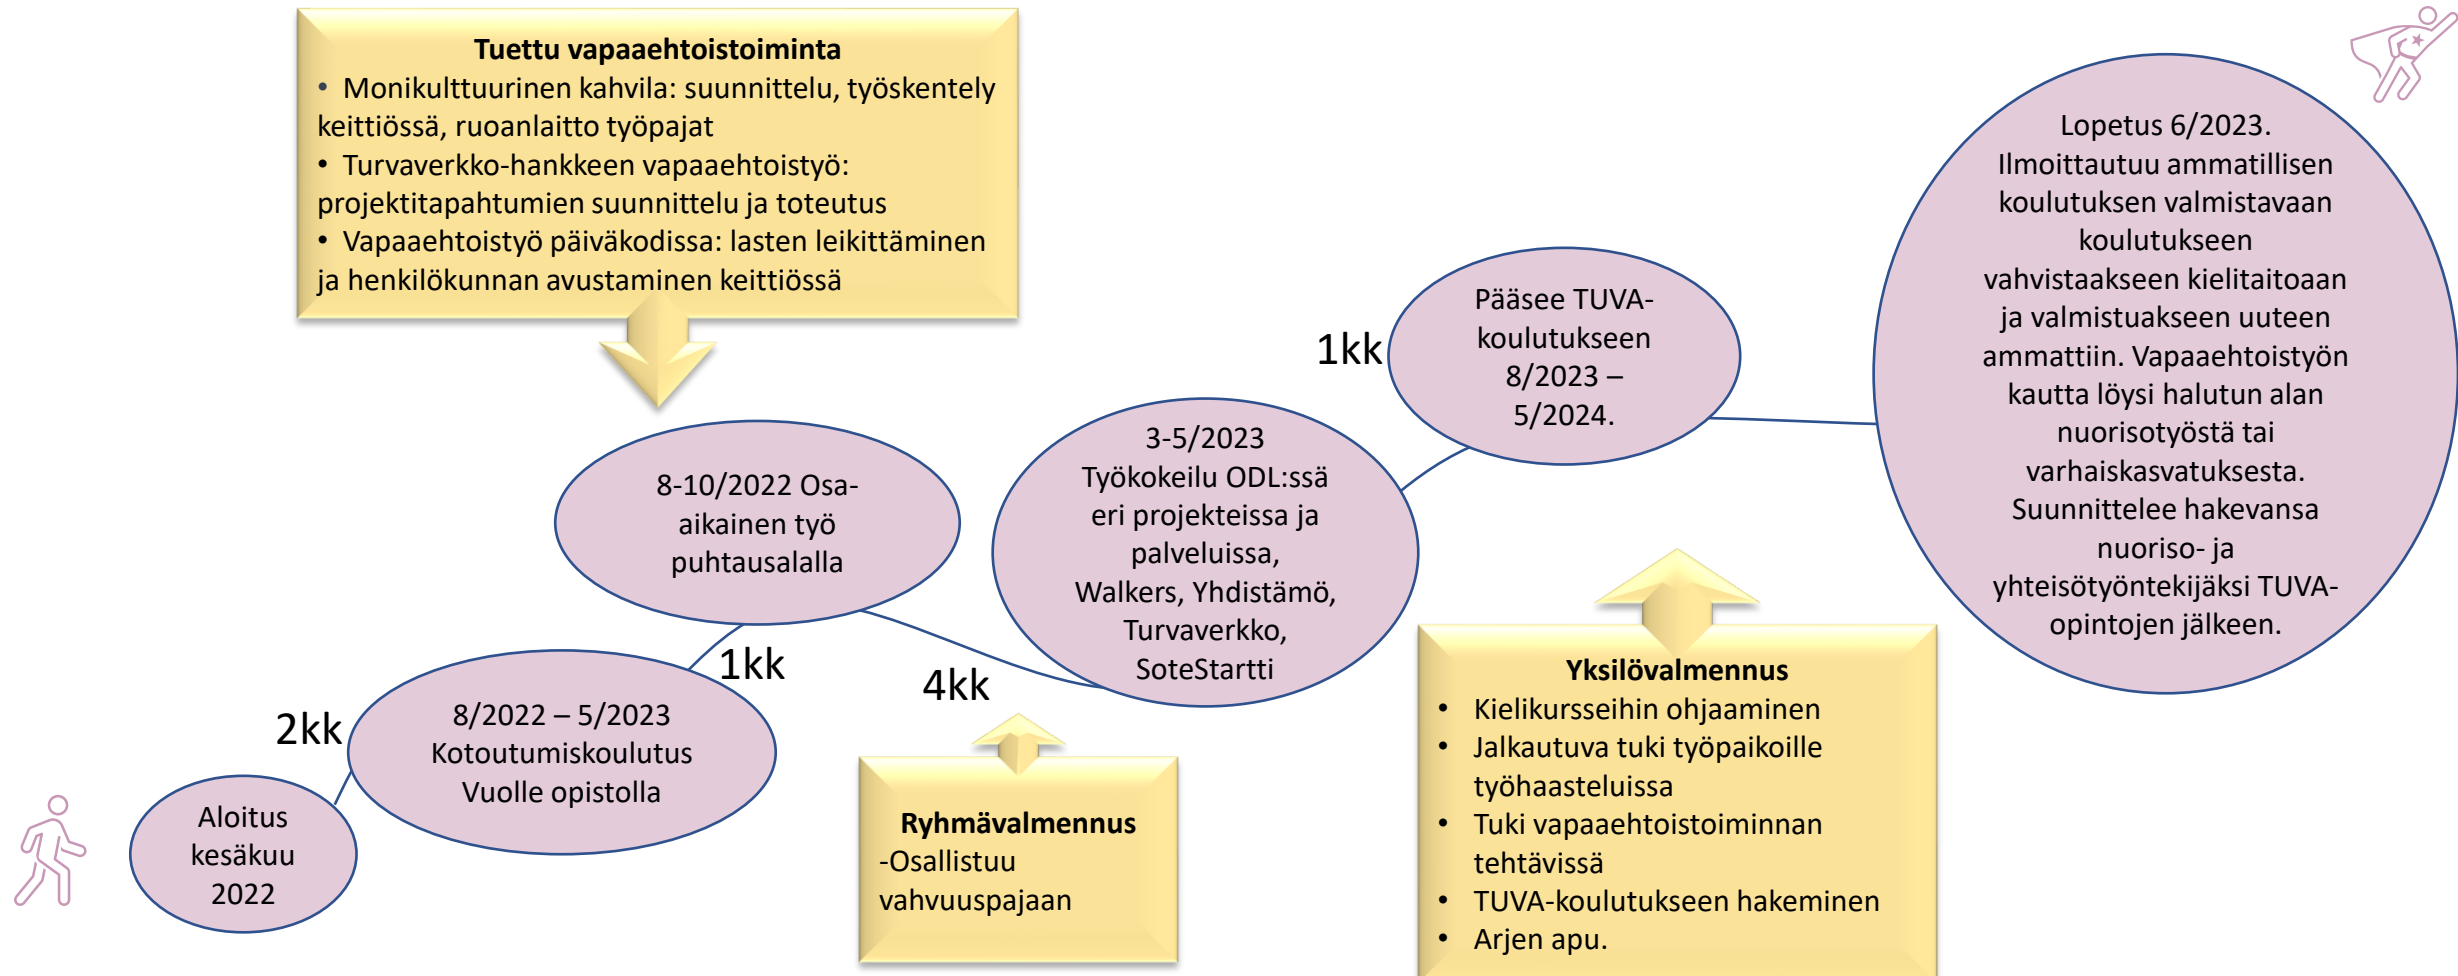 Tuettu vapaaehtoistoiminta
• Monikulttuurinen kahvila: suunnittelu, työskentely
keittiössä, ruoanlaitto työpajat
• Turvaverkko-hankkeen vapaaehtoistyö:
projektitapahtumien suunnittelu ja toteutus
• Vapaaehtoistyö päiväkodissa: lasten leikittäminen
ja henkilökunnan avustaminen keittiössä
Aloitus
kesäkuu
2022
2kk
8/2022 – 5/2023
Kotoutumiskoulutus
Vuolle opistolla
1kk
8-10/2022 Osa-
aikainen työ
puhtausalalla
4kk
Ryhmävalmennus
-Osallistuu
vahvuuspajaan
3-5/2023
Työkokeilu ODL:ssä
eri projekteissa ja
palveluissa,
Walkers, Yhdistämö,
Turvaverkko,
SoteStartti
1kk
Pääsee TUVA-
koulutukseen
8/2023 –
5/2024.
Yksilövalmennus
• Kielikursseihin ohjaaminen
• Jalkautuva tuki työpaikoille
työhaasteluissa
• Tuki vapaaehtoistoiminnan
tehtävissä
• TUVA-koulutukseen hakeminen
• Arjen apu.
Lopetus 6/2023.
Ilmoittautuu ammatillisen
koulutuksen valmistavaan
koulutukseen
vahvistaakseen kielitaitoaan
ja valmistuakseen uuteen
ammattiin. Vapaaehtoistyön
kautta löysi halutun alan
nuorisotyöstä tai
varhaiskasvatuksesta.
Suunnittelee hakevansa
nuoriso- ja
yhteisötyöntekijäksi TUVA-
opintojen jälkeen.